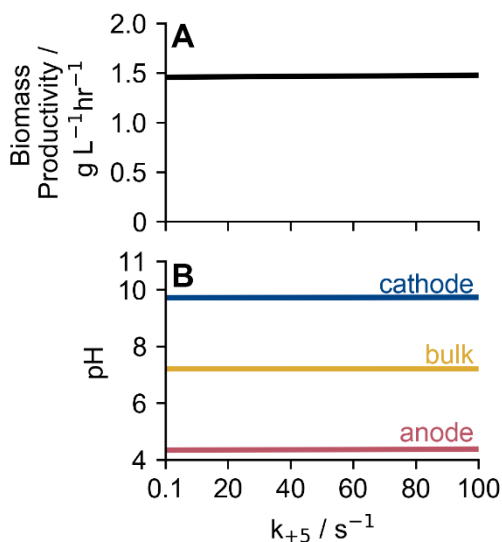 A
Biomass
Productivity /
g L⁻¹hr⁻¹
2.0
1.5
1.0
0.5
0
B
pH
11
10
8
6
4
cathode
bulk
anode
0.1 20 40 60 80 100
k₊₅ / s⁻¹